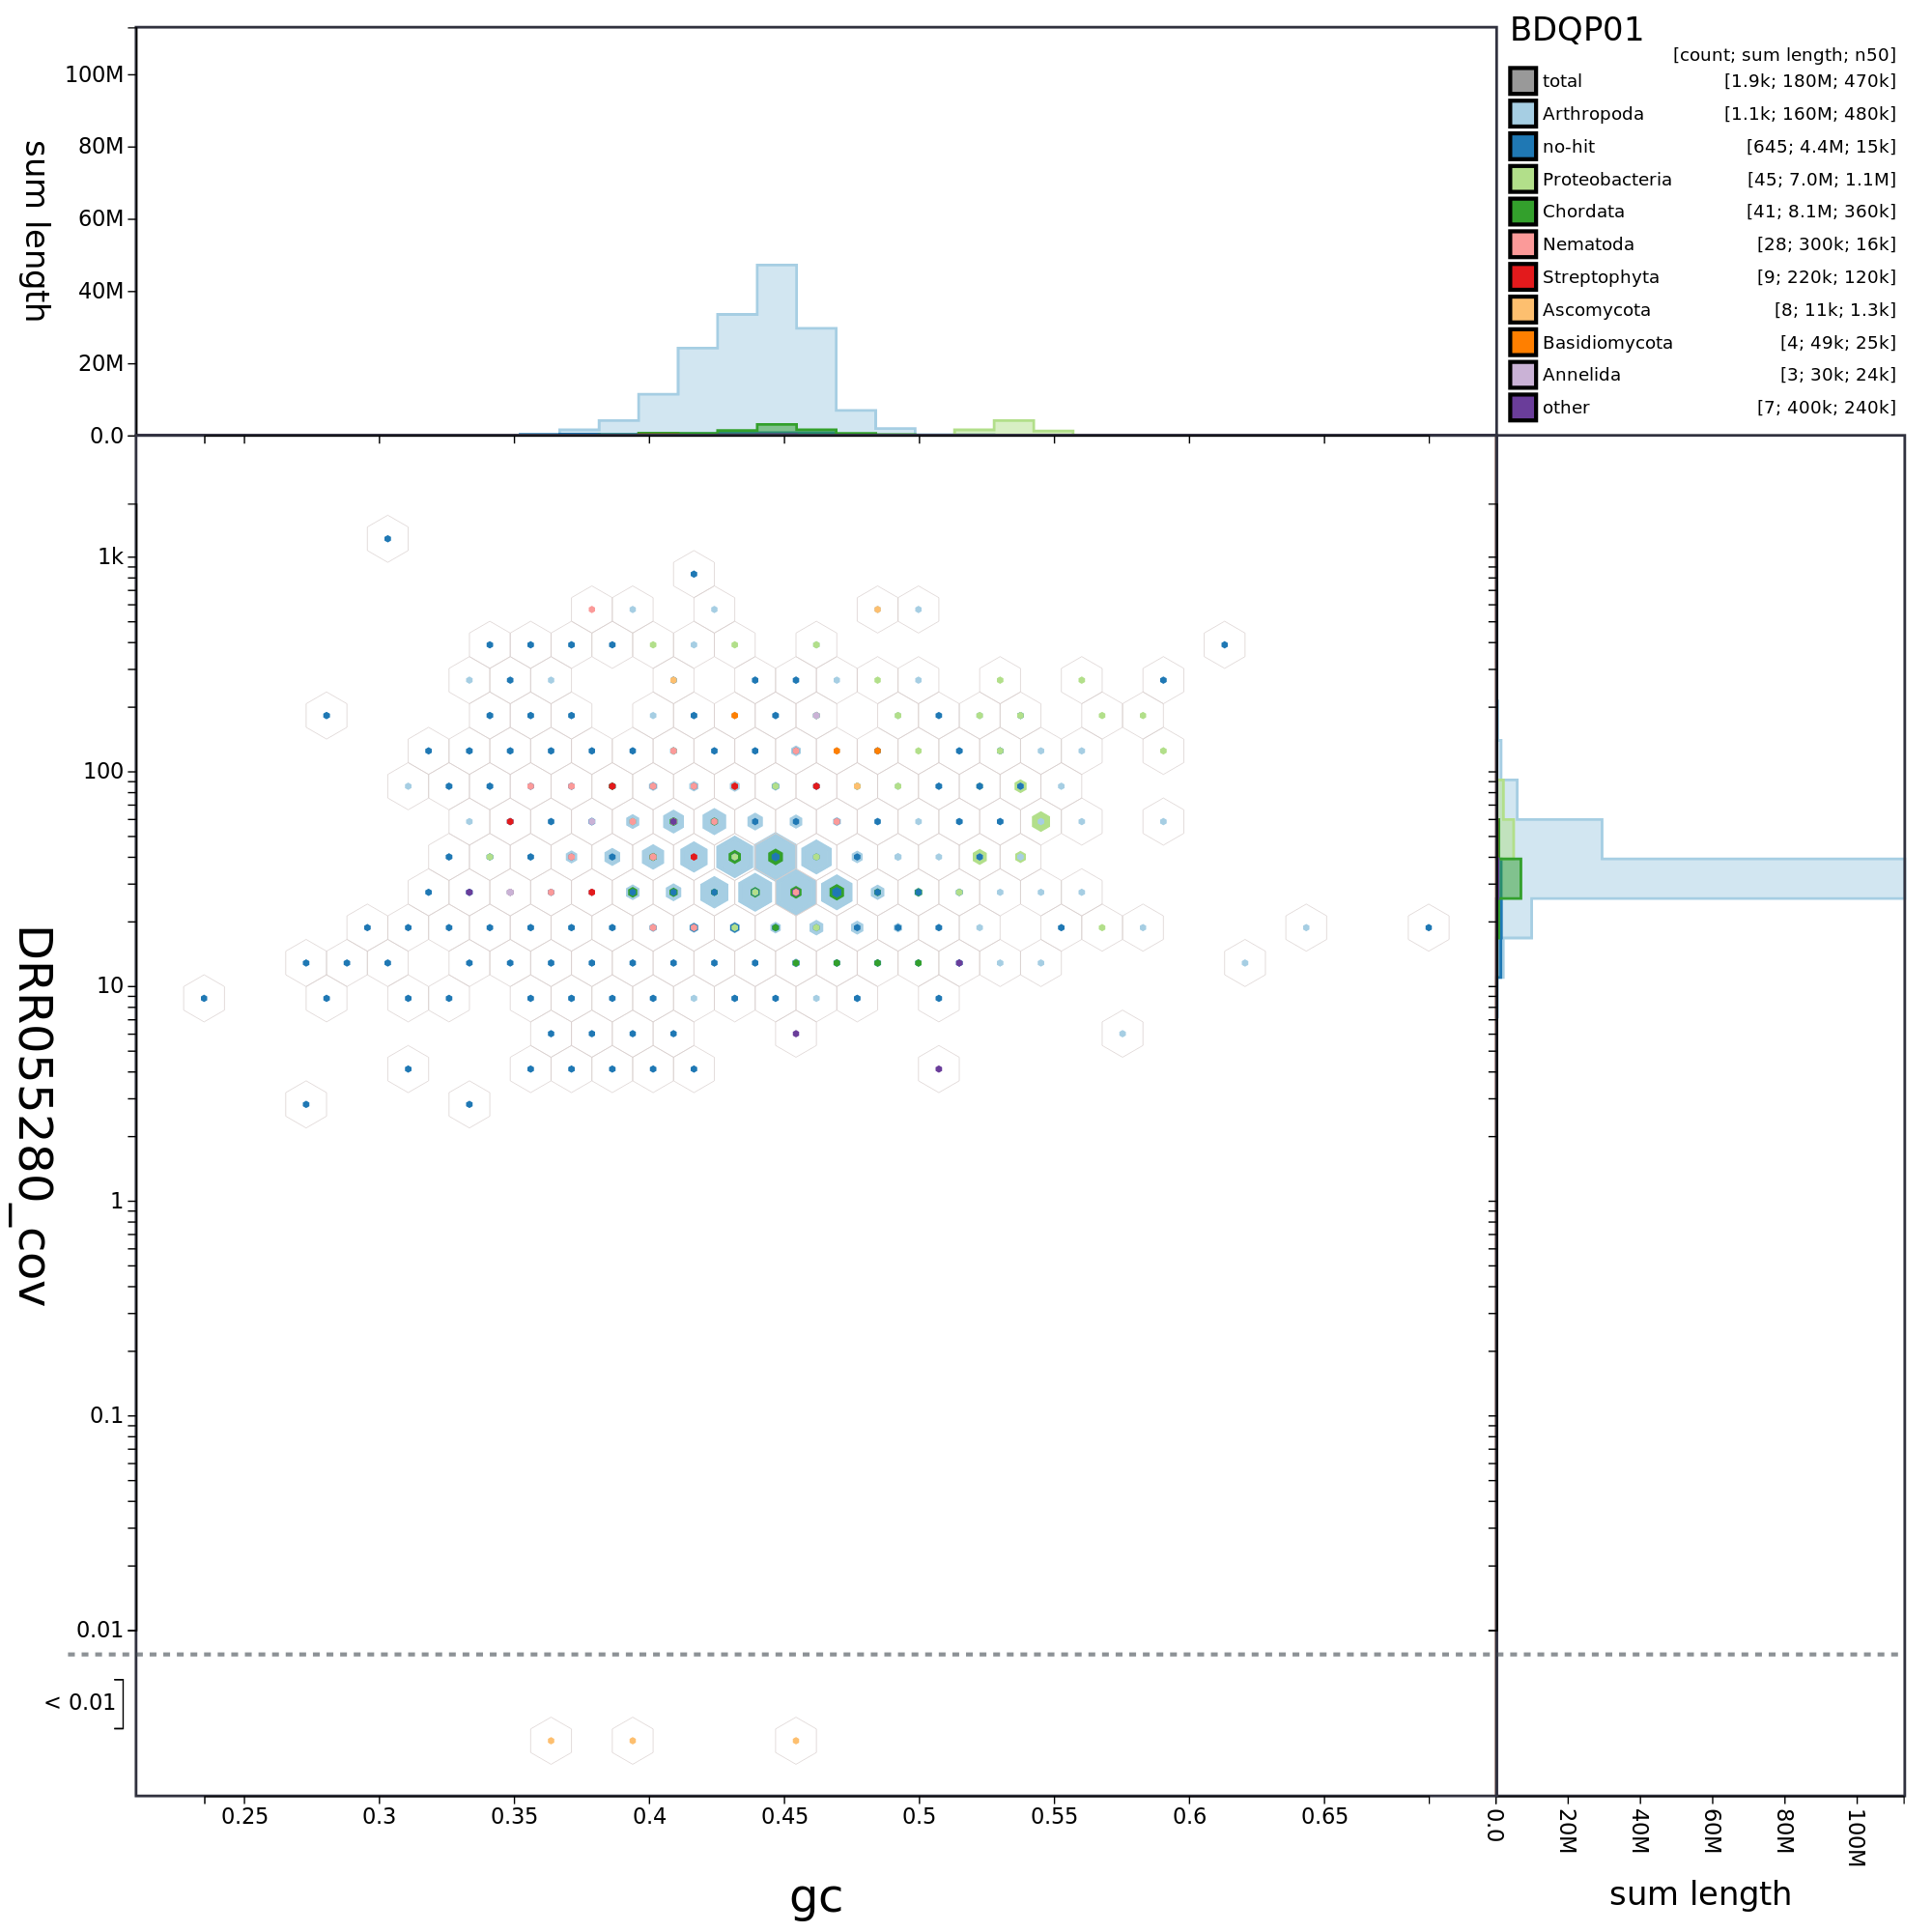 BDQP01
[count; sum length; n50]
total [1.9k; 180M; 470k]
Arthropoda [1.1k; 160M; 480k]
no-hit [645; 4.4M; 15k]
Proteobacteria [45; 7.0M; 1.1M]
Chordata [41; 8.1M; 360k]
Nematoda [28; 300k; 16k]
Streptophyta [9; 220k; 120k]
Ascomycota [8; 11k; 1.3k]
Basidiomycota [4; 49k; 25k]
Annelida [3; 30k; 24k]
other [7; 400k; 240k]
sum length
100M
80M
60M
40M
20M
0.0
DRR055280_cov
1k
100
10
1
0.1
0.01
< 0.01
0.25 0.3 0.35 0.4 0.45 0.5 0.55 0.6 0.65
gc
0.0 20M 40M 60M 80M 100M
sum length